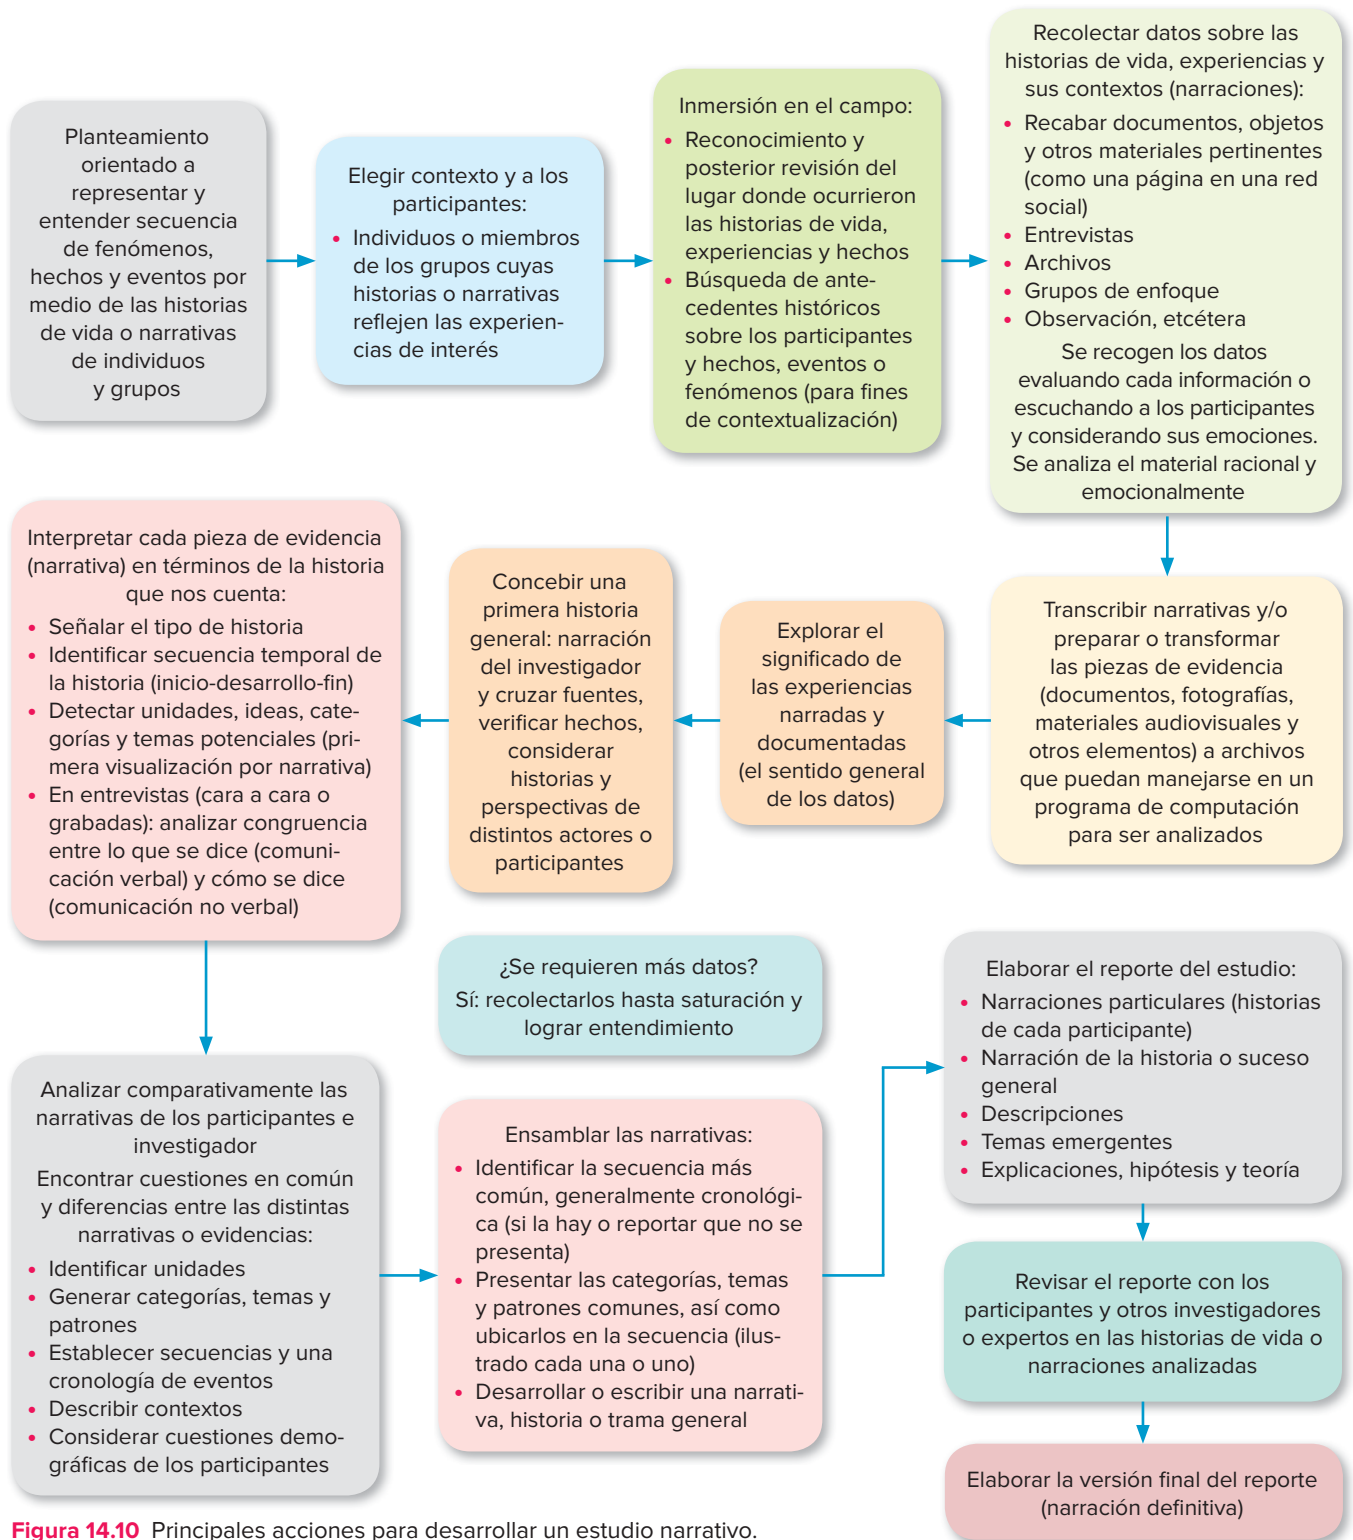 Planteamiento
orientado a
representar y
entender secuencia
de fenómenos,
hechos y eventos por
medio de las historias
de vida o narrativas
de individuos
y grupos
Elegir contexto y a los
participantes:
• Individuos o miembros
de los grupos cuyas
historias o narrativas
reflejen las experien-
cias de interés
Inmersión en el campo:
• Reconocimiento y
posterior revisión del
lugar donde ocurrieron
las historias de vida,
experiencias y hechos
• Búsqueda de ante-
cedentes históricos
sobre los participantes
y hechos, eventos o
fenómenos (para fines
de contextualización)
Recolectar datos sobre las
historias de vida, experiencias y
sus contextos (narraciones):
• Recabar documentos, objetos
y otros materiales pertinentes
(como una página en una red
social)
• Entrevistas
• Archivos
• Grupos de enfoque
• Observación, etcétera
Se recogen los datos
evaluando cada información o
escuchando a los participantes
y considerando sus emociones.
Se analiza el material racional y
emocionalmente
Transcribir narrativas y/o
preparar o transformar
las piezas de evidencia
(documentos, fotografías,
materiales audiovisuales y
otros elementos) a archivos
que puedan manejarse en un
programa de computación
para ser analizados
Explorar el
significado de
las experiencias
narradas y
documentadas
(el sentido general
de los datos)
Concebir una
primera historia
general: narración
del investigador
y cruzar fuentes,
verificar hechos,
considerar
historias y
perspectivas de
distintos actores o
participantes
Interpretar cada pieza de evidencia
(narrativa) en términos de la historia
que nos cuenta:
• Señalar el tipo de historia
• Identificar secuencia temporal de
la historia (inicio-desarrollo-fin)
• Detectar unidades, ideas, cate-
gorías y temas potenciales (pri-
mera visualización por narrativa)
• En entrevistas (cara a cara o
grabadas): analizar congruencia
entre lo que se dice (comuni-
cación verbal) y cómo se dice
(comunicación no verbal)
Analizar comparativamente las
narrativas de los participantes e
investigador
Encontrar cuestiones en común
y diferencias entre las distintas
narrativas o evidencias:
• Identificar unidades
• Generar categorías, temas y
patrones
• Establecer secuencias y una
cronología de eventos
• Describir contextos
• Considerar cuestiones demo-
gráficas de los participantes
¿Se requieren más datos?
Sí: recolectarlos hasta saturación y
lograr entendimiento
Ensamblar las narrativas:
• Identificar la secuencia más
común, generalmente cronológi-
ca (si la hay o reportar que no se
presenta)
• Presentar las categorías, temas
y patrones comunes, así como
ubicarlos en la secuencia (ilus-
trado cada una o uno)
• Desarrollar o escribir una narrati-
va, historia o trama general
Elaborar el reporte del estudio:
• Narraciones particulares (historias
de cada participante)
• Narración de la historia o suceso
general
• Descripciones
• Temas emergentes
• Explicaciones, hipótesis y teoría
Revisar el reporte con los
participantes y otros investigadores
o expertos en las historias de vida o
narraciones analizadas
Elaborar la versión final del reporte
(narración definitiva)
Figura 14.10 Principales acciones para desarrollar un estudio narrativo.